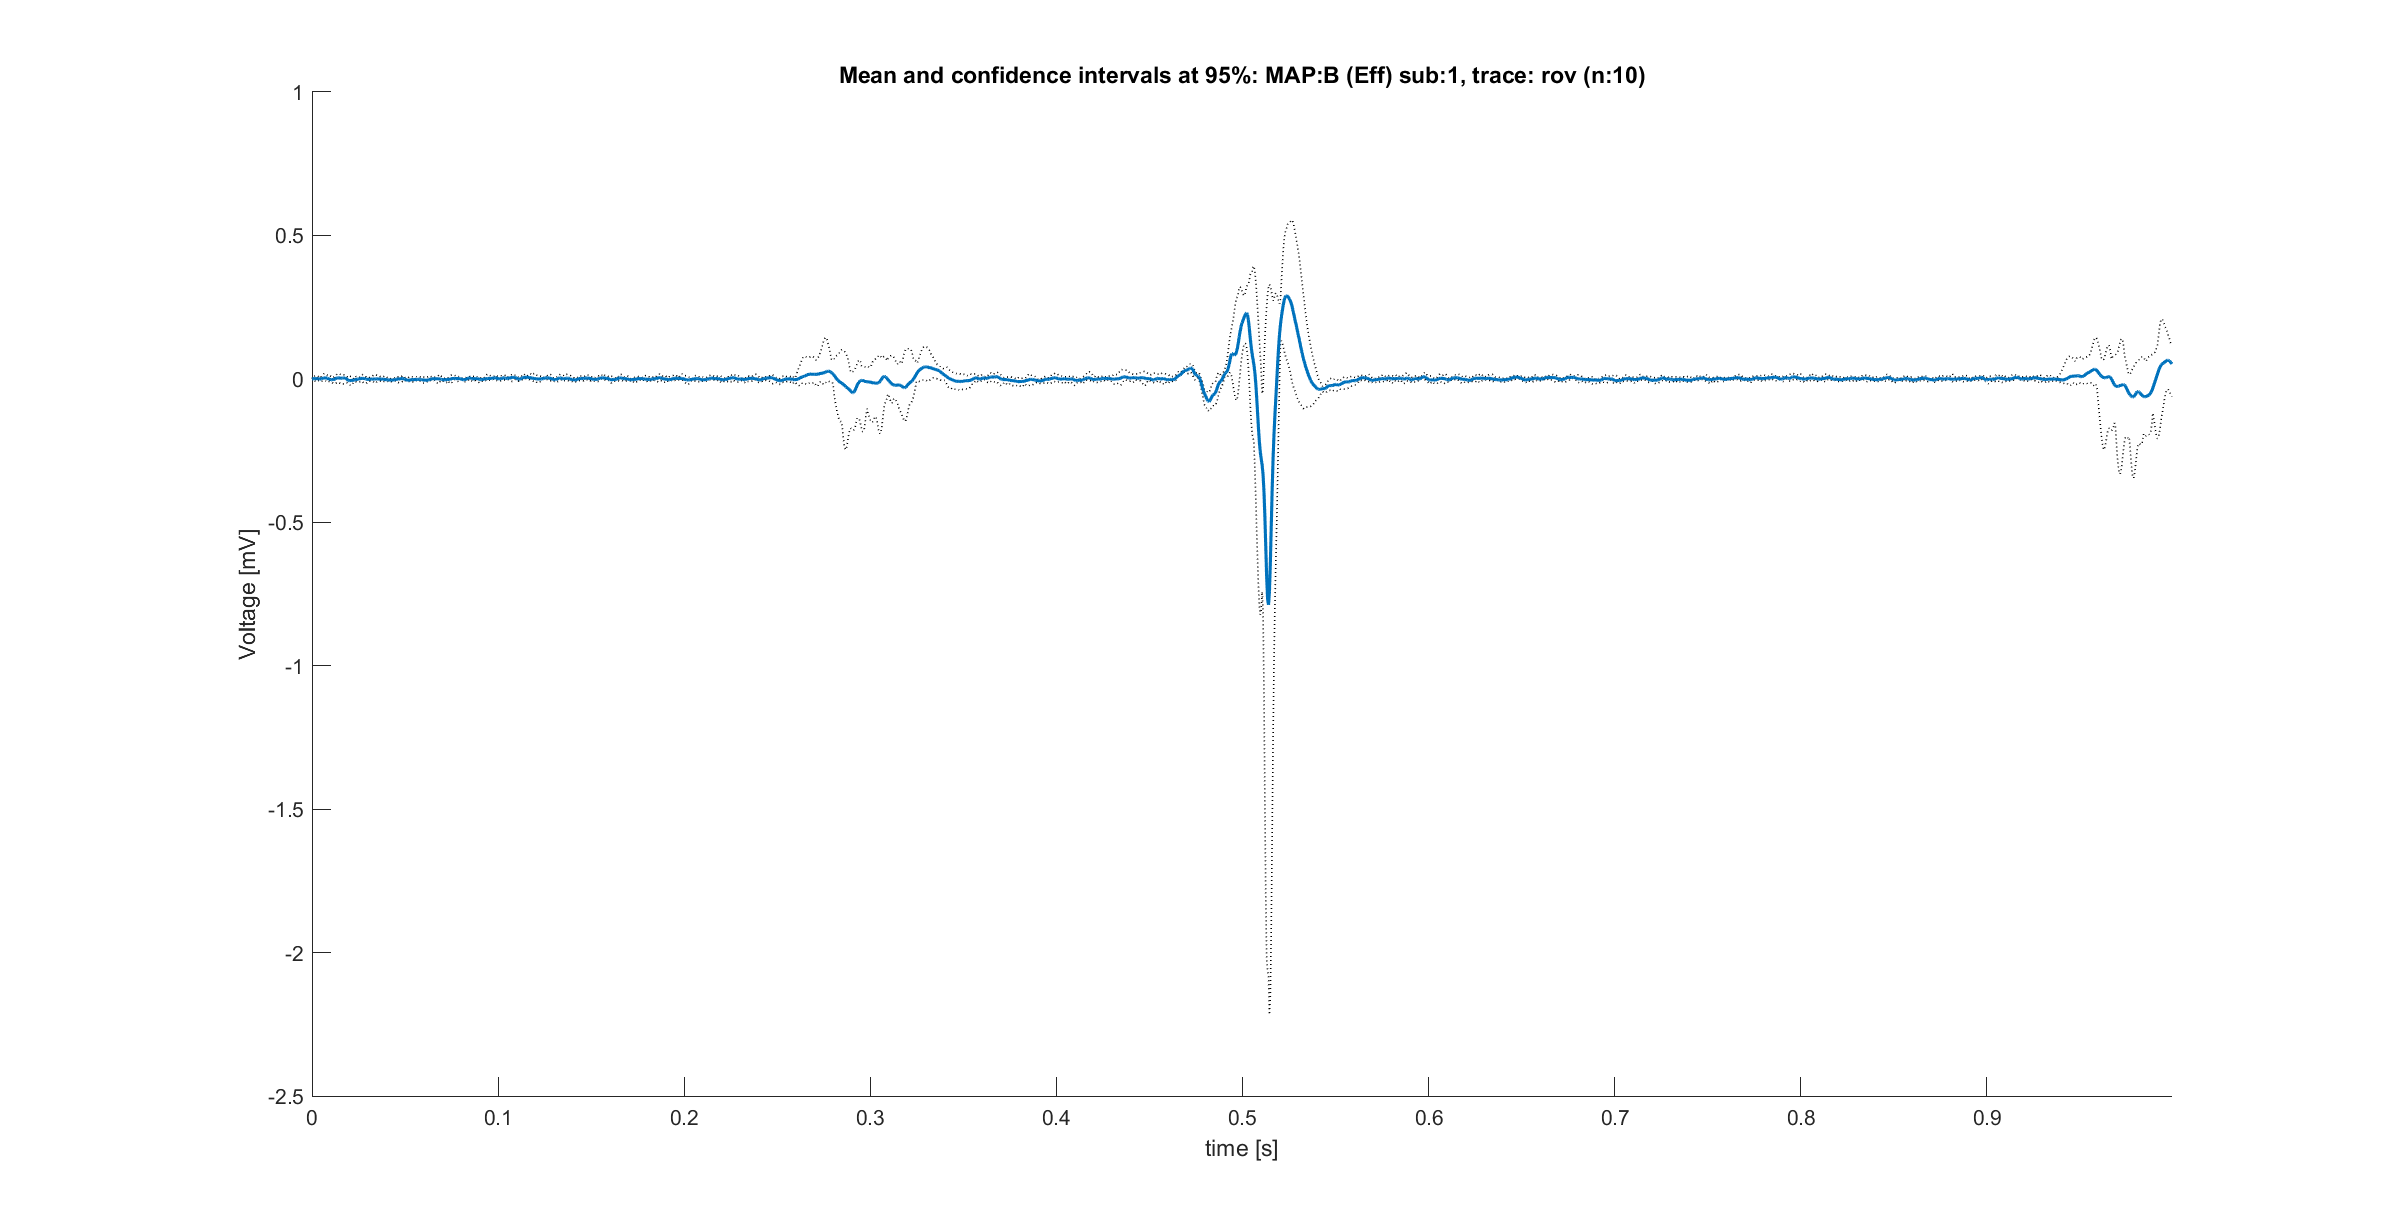 Mean and confidence intervals at 95%: MAP:B (Eff) sub:1, trace: rov (n:10)
1
0.5
0
-0.5
-1
-1.5
-2
-2.5
Voltage [mV]
0 0.1 0.2 0.3 0.4 0.5 0.6 0.7 0.8 0.9
time [s]